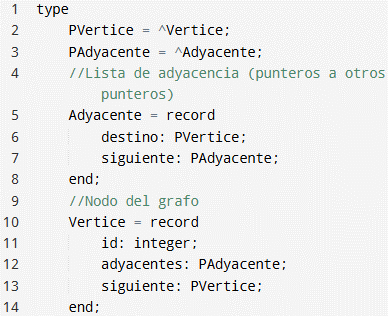 1 type
2 PVertice = ^Vertice;
3 PAdyacente = ^Adyacente;
4 //Lista de adyacencia (punteros a otros
punteros)
5 Adyacente = record
6 destino: PVertice;
7 siguiente: PAdyacente;
8 end;
9 //Nodo del grafo
10 Vertice = record
11 id: integer;
12 adyacentes: PAdyacente;
13 siguiente: PVertice;
14 end;